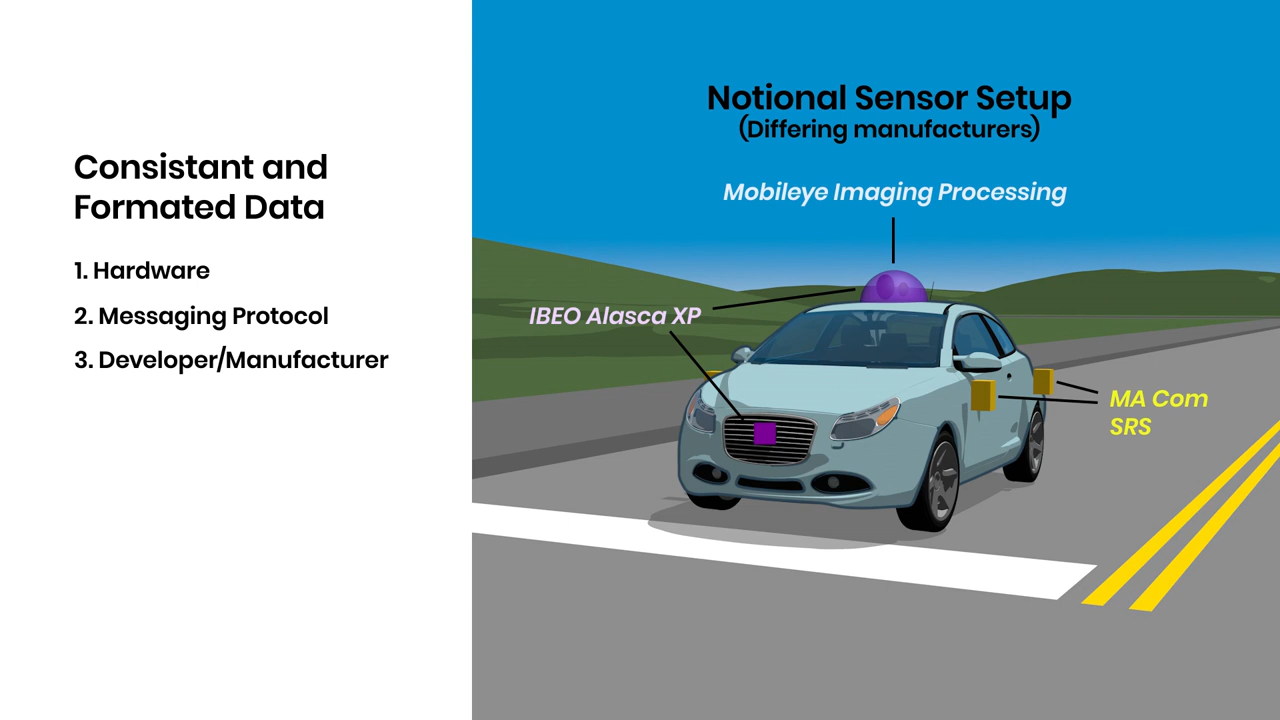 Consistant and
Formated Data
1. Hardware
2. Messaging Protocol
3. Developer/Manufacturer
Notional Sensor Setup
(Differing manufacturers)
Mobileye Imaging Processing
IBEO Alasca XP
MA Com
SRS